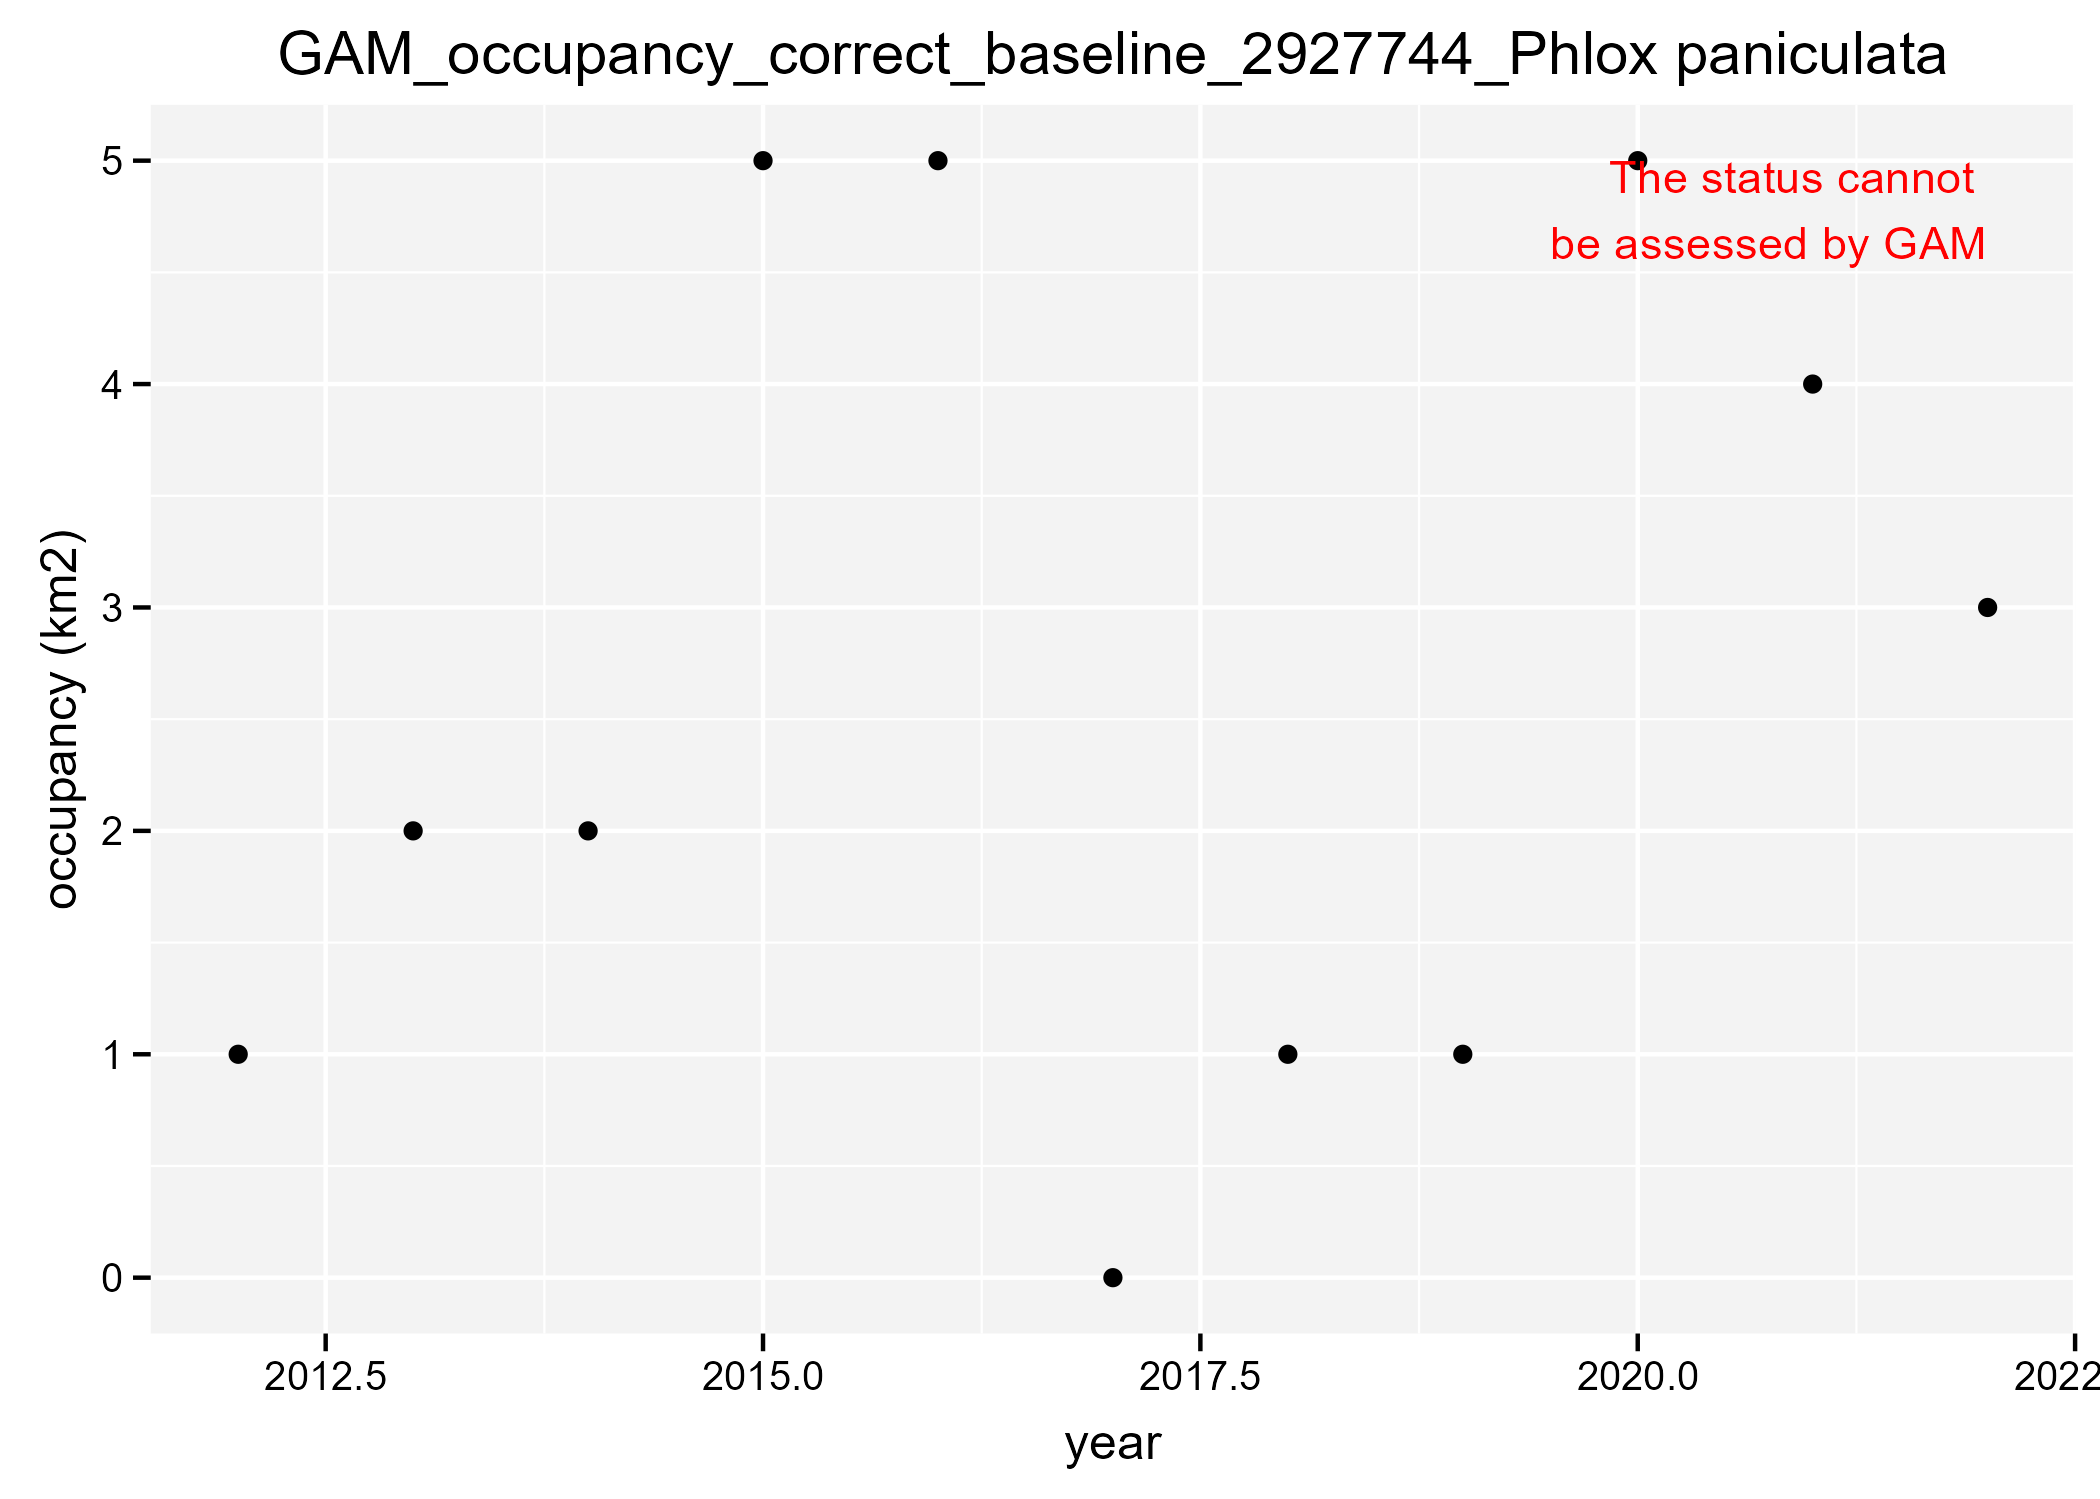 GAM_occupancy_correct_baseline_2927744_Phlox paniculata
5
The status cannot
be assessed by GAM
4
3
2
1
0
occupancy (km2)
2012.5 2015.0 2017.5 2020.0 2022
year